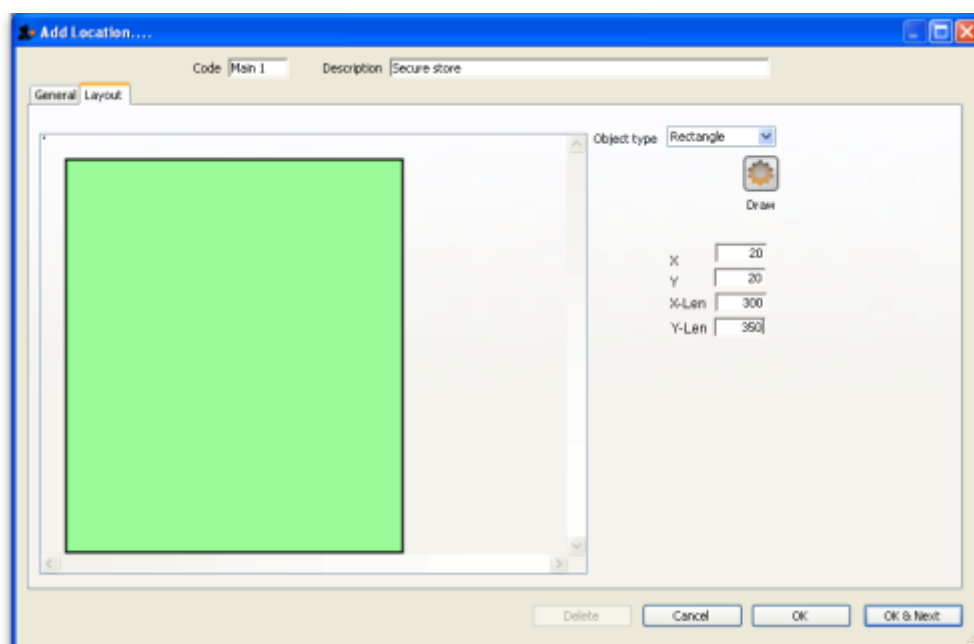 Add Location....
Code Main 1 Description Secure store
General Layout
Object type Rectangle
Draw
X 20
Y 20
X-Len 300
Y-Len 350
Delete Cancel OK OK & Next